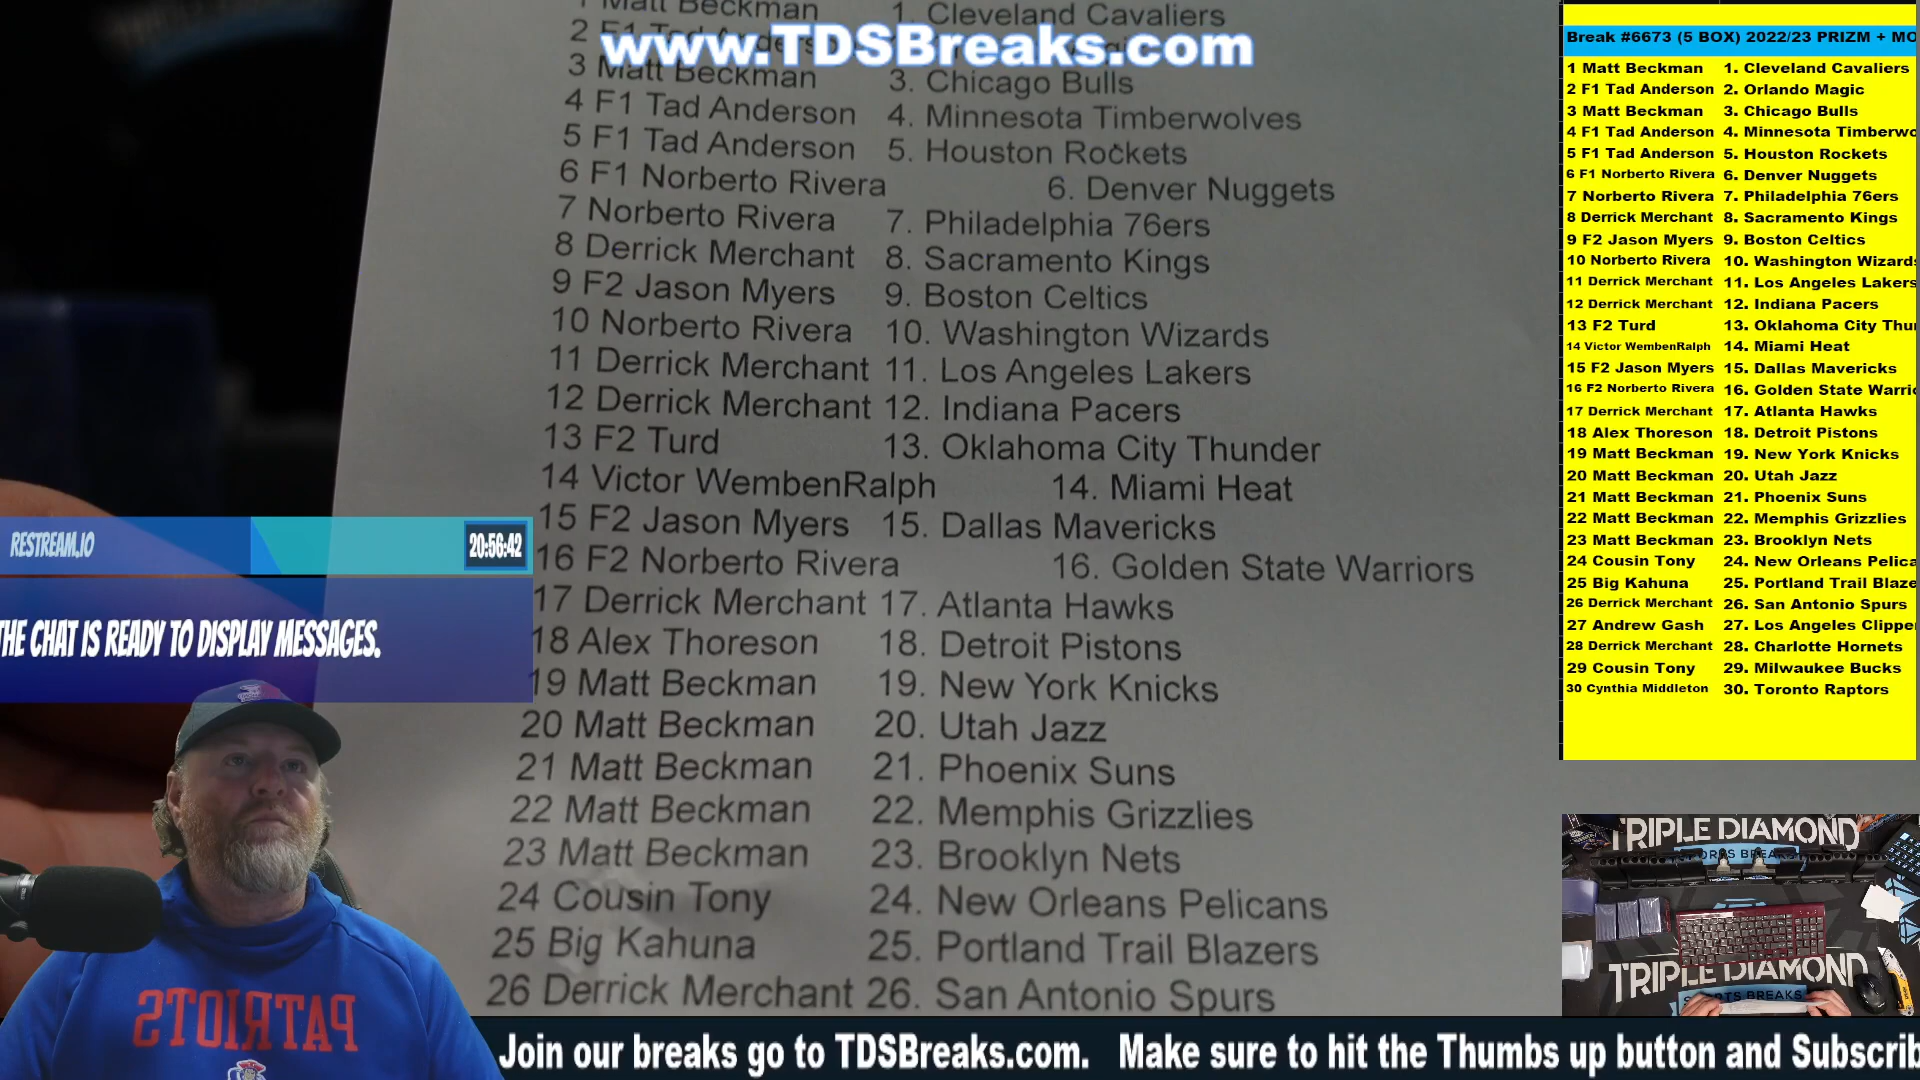 1 Matt Beckman 1. Cleveland Cavaliers
www.TDSBreaks.com
3 Matt Beckman 3. Chicago Bulls
4 F1 Tad Anderson 4. Minnesota Timberwolves
5 F1 Tad Anderson 5. Houston Rockets
6 F1 Norberto Rivera 6. Denver Nuggets
7 Norberto Rivera 7. Philadelphia 76ers
8 Derrick Merchant 8. Sacramento Kings
9 F2 Jason Myers 9. Boston Celtics
10 Norberto Rivera 10. Washington Wizards
11 Derrick Merchant 11. Los Angeles Lakers
12 Derrick Merchant 12. Indiana Pacers
13 F2 Turd 13. Oklahoma City Thunder
14 Victor WembenRalph 14. Miami Heat
15 F2 Jason Myers 15. Dallas Mavericks
16 F2 Norberto Rivera 16. Golden State Warriors
17 Derrick Merchant 17. Atlanta Hawks
18 Alex Thoreson 18. Detroit Pistons
19 Matt Beckman 19. New York Knicks
20 Matt Beckman 20. Utah Jazz
21 Matt Beckman 21. Phoenix Suns
22 Matt Beckman 22. Memphis Grizzlies
23 Matt Beckman 23. Brooklyn Nets
24 Cousin Tony 24. New Orleans Pelicans
25 Big Kahuna 25. Portland Trail Blazers
26 Derrick Merchant 26. San Antonio Spurs
RESTREAM.IO 20:56:42
THE CHAT IS READY TO DISPLAY MESSAGES.
PATRIOTS
Break #6673 (5 BOX) 2022/23 PRIZM + MO
1 Matt Beckman 1. Cleveland Cavaliers
2 F1 Tad Anderson 2. Orlando Magic
3 Matt Beckman 3. Chicago Bulls
4 F1 Tad Anderson 4. Minnesota Timberwo
5 F1 Tad Anderson 5. Houston Rockets
6 F1 Norberto Rivera 6. Denver Nuggets
7 Norberto Rivera 7. Philadelphia 76ers
8 Derrick Merchant 8. Sacramento Kings
9 F2 Jason Myers 9. Boston Celtics
10 Norberto Rivera 10. Washington Wizards
11 Derrick Merchant 11. Los Angeles Lakers
12 Derrick Merchant 12. Indiana Pacers
13 F2 Turd 13. Oklahoma City Thu
14 Victor WembenRalph 14. Miami Heat
15 F2 Jason Myers 15. Dallas Mavericks
16 F2 Norberto Rivera 16. Golden State Warrio
17 Derrick Merchant 17. Atlanta Hawks
18 Alex Thoreson 18. Detroit Pistons
19 Matt Beckman 19. New York Knicks
20 Matt Beckman 20. Utah Jazz
21 Matt Beckman 21. Phoenix Suns
22 Matt Beckman 22. Memphis Grizzlies
23 Matt Beckman 23. Brooklyn Nets
24 Cousin Tony 24. New Orleans Pelica
25 Big Kahuna 25. Portland Trail Blaze
26 Derrick Merchant 26. San Antonio Spurs
27 Andrew Gash 27. Los Angeles Clippe
28 Derrick Merchant 28. Charlotte Hornets
29 Cousin Tony 29. Milwaukee Bucks
30 Cynthia Middleton 30. Toronto Raptors
TRIPLE DIAMOND
SPORTS BREAKS
TRIPLE DIAMOND
SPORTS BREAKS
Join our breaks go to TDSBreaks.com. Make sure to hit the Thumbs up button and Subscrib